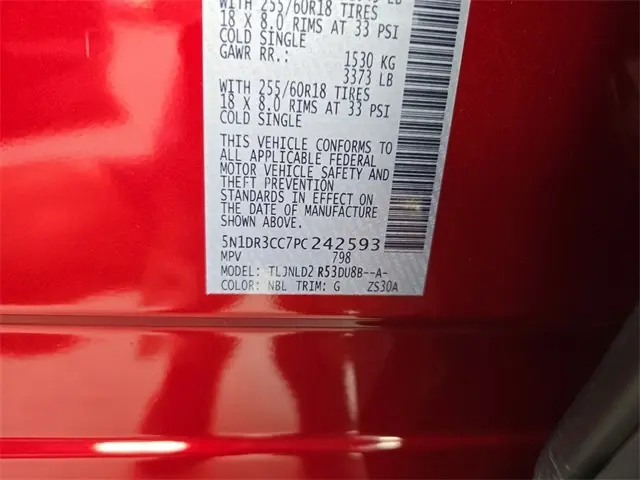 WITH 255/60R18 TIRES
18 X 8.0 RIMS AT 33 PSI
COLD SINGLE
GAWR RR.: 1530 KG
3373 LB
WITH 255/60R18 TIRES
18 X 8.0 RIMS AT 33 PSI
COLD SINGLE
THIS VEHICLE CONFORMS TO
ALL APPLICABLE FEDERAL
MOTOR VEHICLE SAFETY AND
THEFT PREVENTION
STANDARDS IN EFFECT ON
THE DATE OF MANUFACTURE
SHOWN ABOVE.
5N1DR3CC7PC242593
MPV 798
MODEL: TLJNLD2 R53DU8B--A-
COLOR: NBL TRIM: G ZS30A